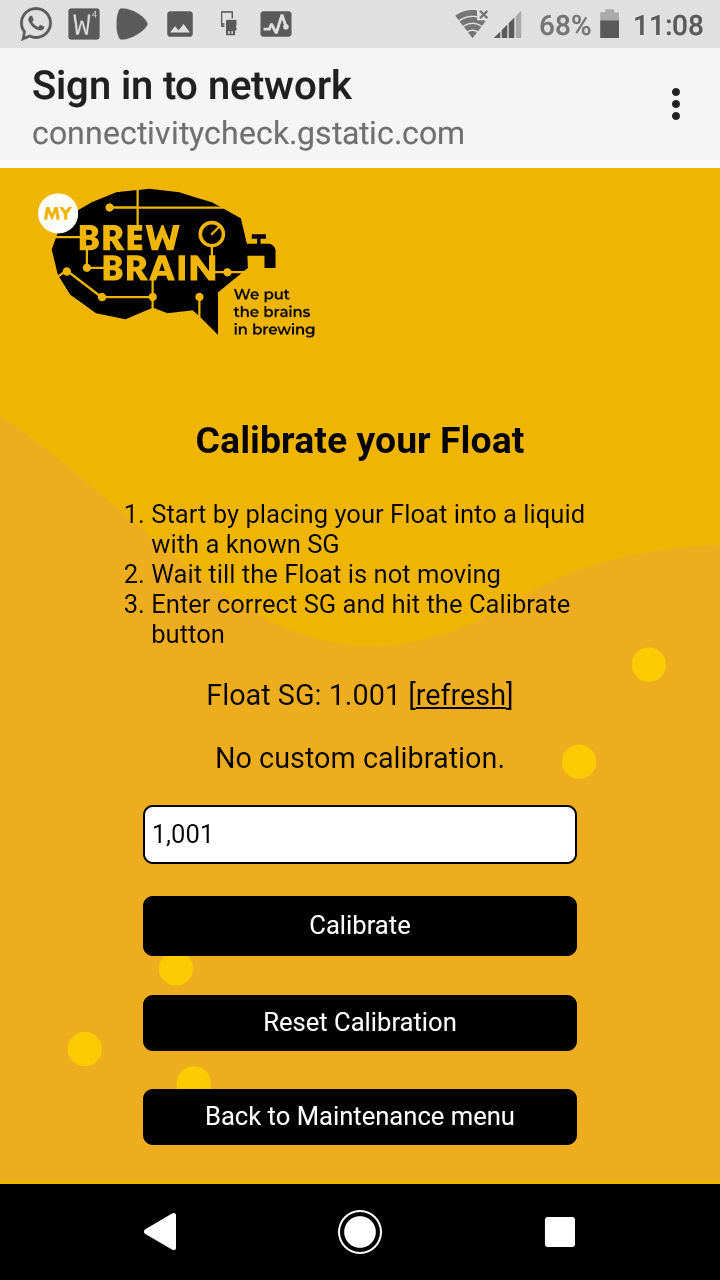 W4
68% 11:08
Sign in to network
connectivitycheck.gstatic.com
MY
BREW
BRAIN
We put
the brains
in brewing
Calibrate your Float
1. Start by placing your Float into a liquid
with a known SG
2. Wait till the Float is not moving
3. Enter correct SG and hit the Calibrate
button
Float SG: 1.001 [refresh]
No custom calibration.
1,001
Calibrate
Reset Calibration
Back to Maintenance menu